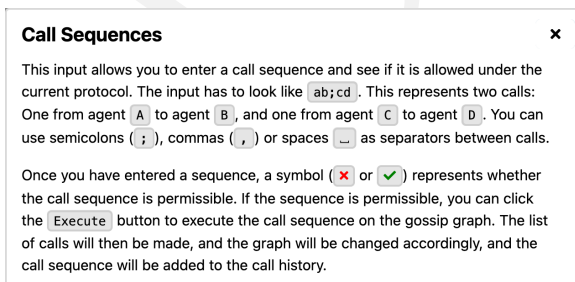 Call Sequences ×
This input allows you to enter a call sequence and see if it is allowed under the
current protocol. The input has to look like ab;cd . This represents two calls:
One from agent A to agent B , and one from agent C to agent D . You can
use semicolons ( ; ), commas ( , ) or spaces ⎵ as separators between calls.
Once you have entered a sequence, a symbol ( ❌ or ✔ ) represents whether
the call sequence is permissible. If the sequence is permissible, you can click
the Execute button to execute the call sequence on the gossip graph. The list
of calls will then be made, and the graph will be changed accordingly, and the
call sequence will be added to the call history.